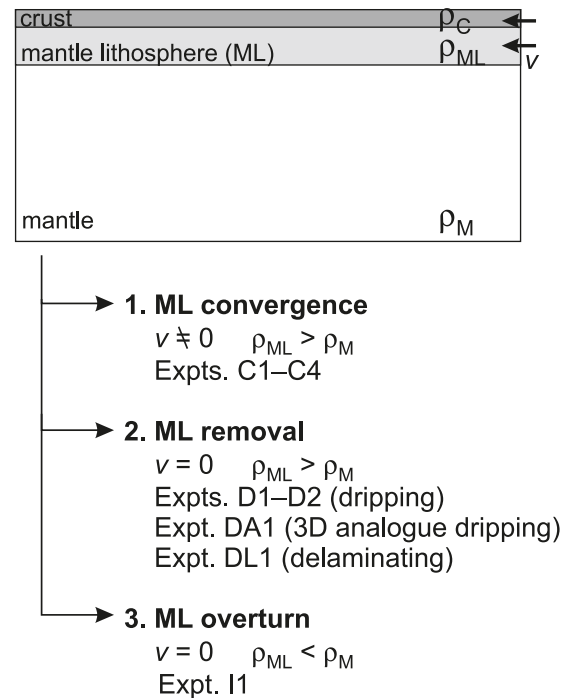 crust ρC
mantle lithosphere (ML) ρML
v
mantle ρM
1. ML convergence
v ≠ 0 ρML > ρM
Expts. C1–C4
2. ML removal
v = 0 ρML > ρM
Expts. D1–D2 (dripping)
Expt. DA1 (3D analogue dripping)
Expt. DL1 (delaminating)
3. ML overturn
v = 0 ρML < ρM
Expt. I1